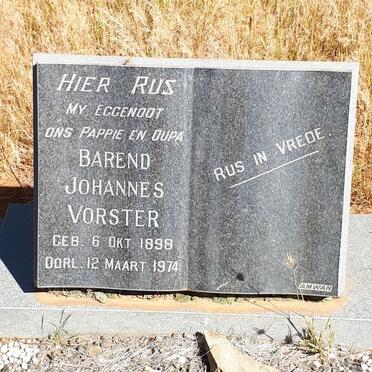 HIER RUS
MY EGGENOOT
ONS PAPPIE EN OUPA
BAREND
JOHANNES
VORSTER
GEB. 6 OKT. 1898
OORL. 12 MAART 1974
RUS IN VREDE.
AMWAN